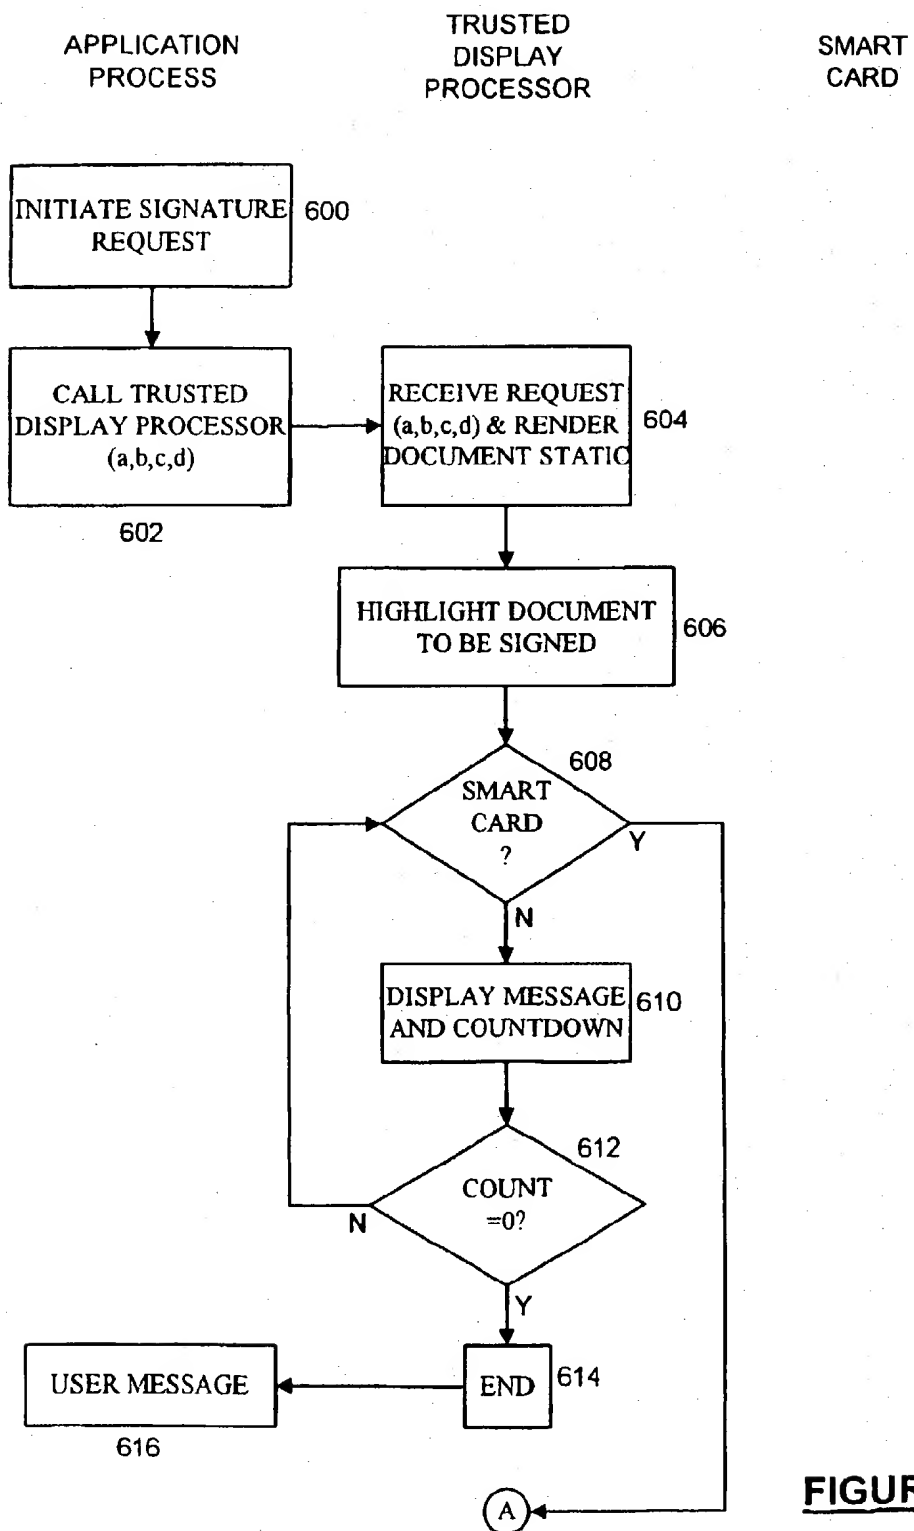 APPLICATION
PROCESS
TRUSTED
DISPLAY
PROCESSOR
SMART
CARD
INITIATE SIGNATURE
REQUEST
600
CALL TRUSTED
DISPLAY PROCESSOR
(a,b,c,d)
602
RECEIVE REQUEST
(a,b,c,d) & RENDER
DOCUMENT STATIC
604
HIGHLIGHT DOCUMENT
TO BE SIGNED
606
608
SMART
CARD
?
Y
N
DISPLAY MESSAGE
AND COUNTDOWN
610
612
COUNT
=0?
N
Y
END
614
USER MESSAGE
616
A
FIGUR